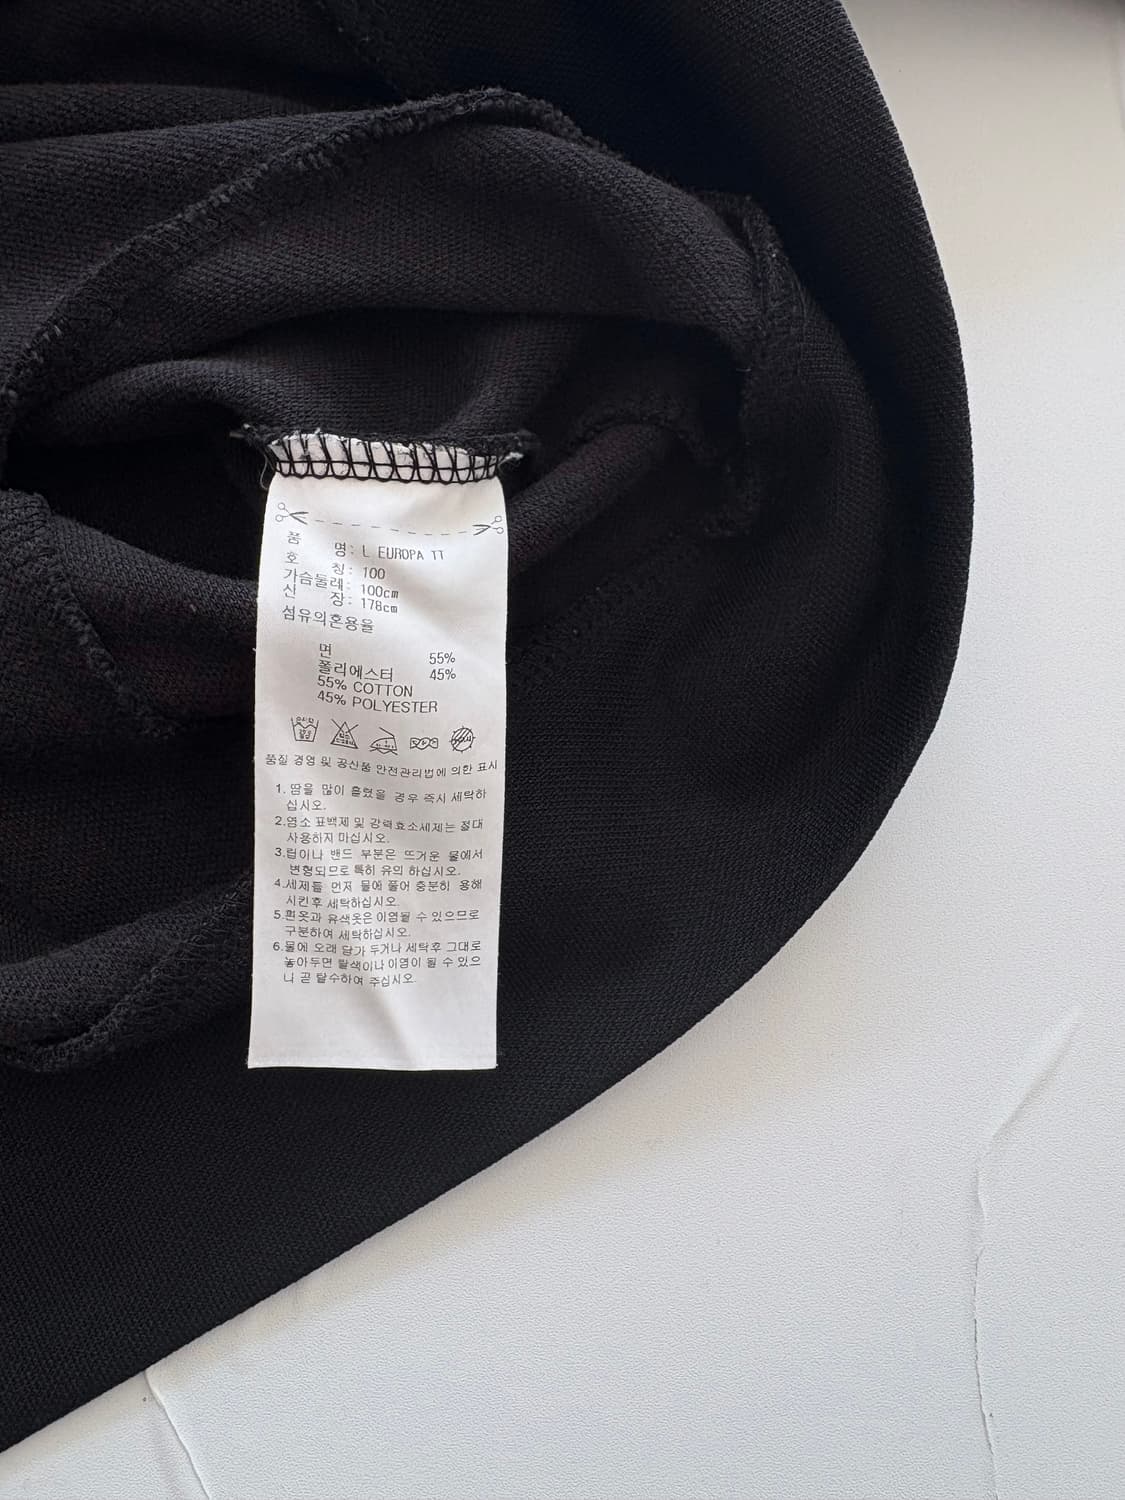 품 명: L EUROPA TT
호 칭: 100
가슴둘레: 100cm
신 장: 178cm
섬유의혼용율
면 55%
폴리에스터 45%
55% COTTON
45% POLYESTER
품질 경영 및 공산품 안전관리법에 의한 표시
1. 땀을 많이 흘렸을 경우 즉시 세탁하
십시오.
2.염소 표백제 및 강력효소세제는 절대
사용하지 마십시오.
3.립이나 밴드 부분은 뜨거운 물에서
변형되므로 특히 유의 하십시오.
4.세제를 먼저 물에 풀어 충분히 용해
시킨후 세탁하십시오.
5.흰옷과 유색옷은 이염될 수 있으므로
구분하여 세탁하십시오.
6.물에 오래 담가 두거나 세탁후 그대로
놓아두면 탈색이나 이염이 될 수 있으
니 곧 탈수하여 주십시오.